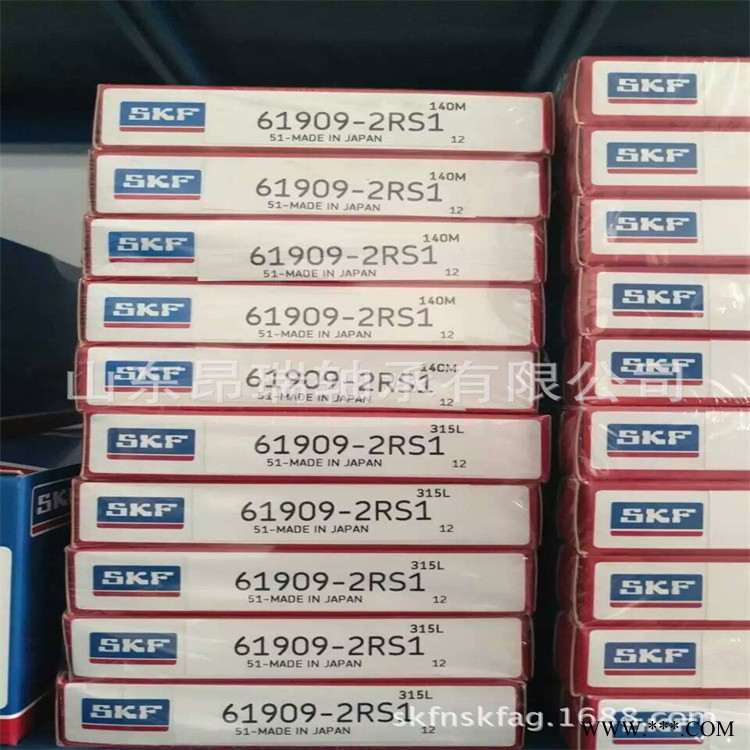 SKF 61909-2RS1 140M
51-MADE IN JAPAN 12
SKF
SKF 61909-2RS1 140M
51-MADE IN JAPAN 12
SKF
SKF 61909-2RS1 140M
51-MADE IN JAPAN 12
SKF
SKF 61909-2RS1 140M
51-MADE IN JAPAN 12
SKF
SKF 61909-2RS1 140M
51-MADE IN JAPAN 12
SKF
山东昂瑞轴承有限公司
SKF 61909-2RS1 315L
51-MADE IN JAPAN 12
SKF
SKF 61909-2RS1 315L
51-MADE IN JAPAN 12
SKF
SKF
SKF 61909-2RS1 315L
51-MADE IN JAPAN 12
SKF
SKF 61909-2RS1 315L
51-MADE IN JAPAN 12
SKF
SKF 61909-2RS1 315L
51-MADE IN JAPAN 12
SKF
skfnskfag.1688.com
www.***.com